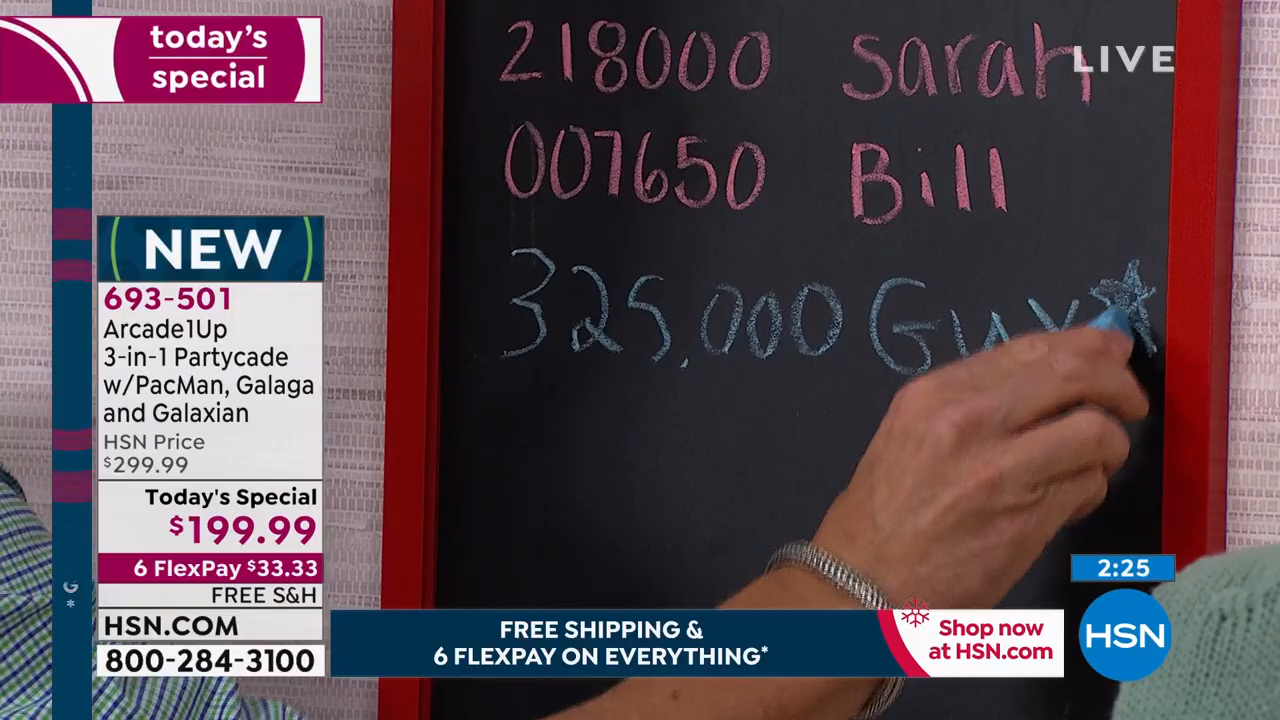 today's
special
LIVE
218000 Sarah
007650 Bill
325,000 Guy
NEW
693-501
Arcade1Up
3-in-1 Partycade
w/PacMan, Galaga
and Galaxian
HSN Price
$299.99
Today's Special
$199.99
6 FlexPay $33.33
FREE S&H
HSN.COM
800-284-3100
FREE SHIPPING &
6 FLEXPAY ON EVERYTHING*
Shop now
at HSN.com
2:25
HSN